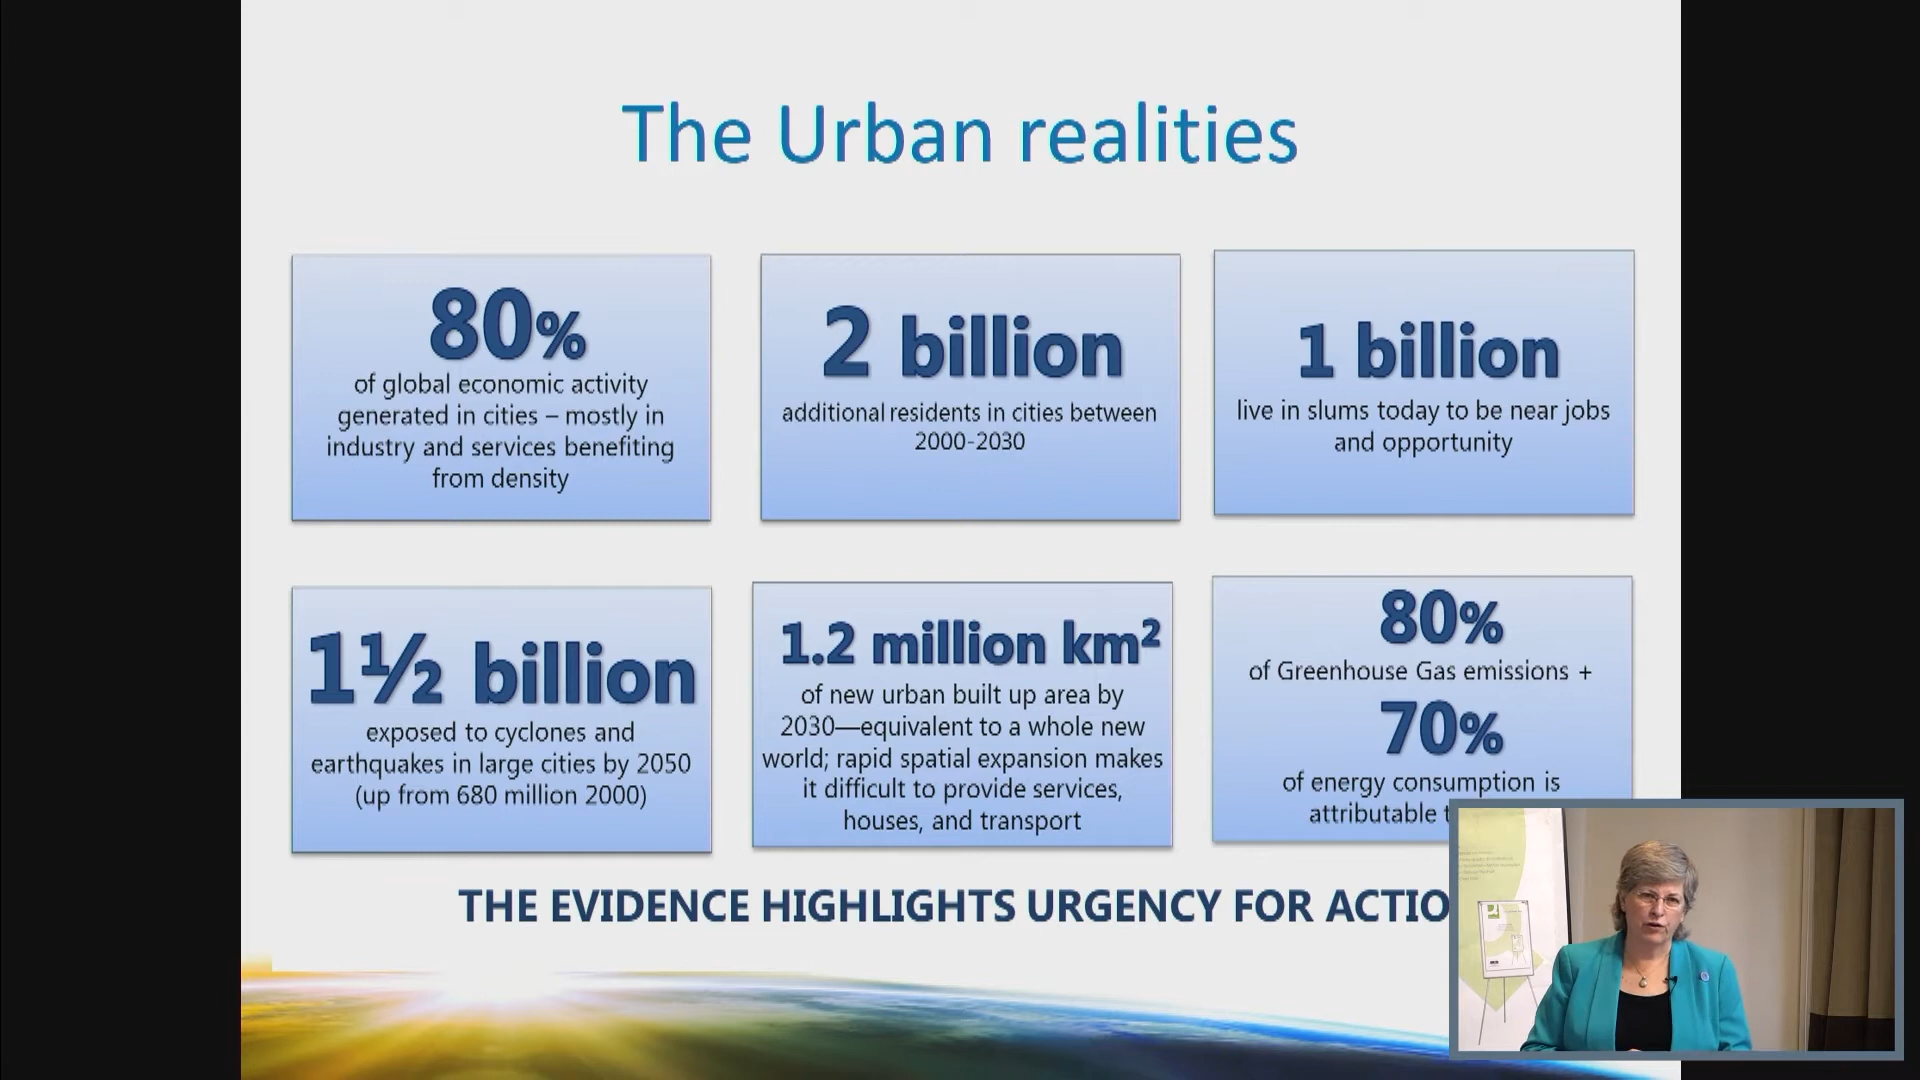 The Urban realities
80%
of global economic activity
generated in cities – mostly in
industry and services benefiting
from density
2 billion
additional residents in cities between
2000-2030
1 billion
live in slums today to be near jobs
and opportunity
1½ billion
exposed to cyclones and
earthquakes in large cities by 2050
(up from 680 million 2000)
1.2 million km²
of new urban built up area by
2030—equivalent to a whole new
world; rapid spatial expansion makes
it difficult to provide services,
houses, and transport
80%
of Greenhouse Gas emissions +
70%
of energy consumption is
attributable
THE EVIDENCE HIGHLIGHTS URGENCY FOR ACTIO